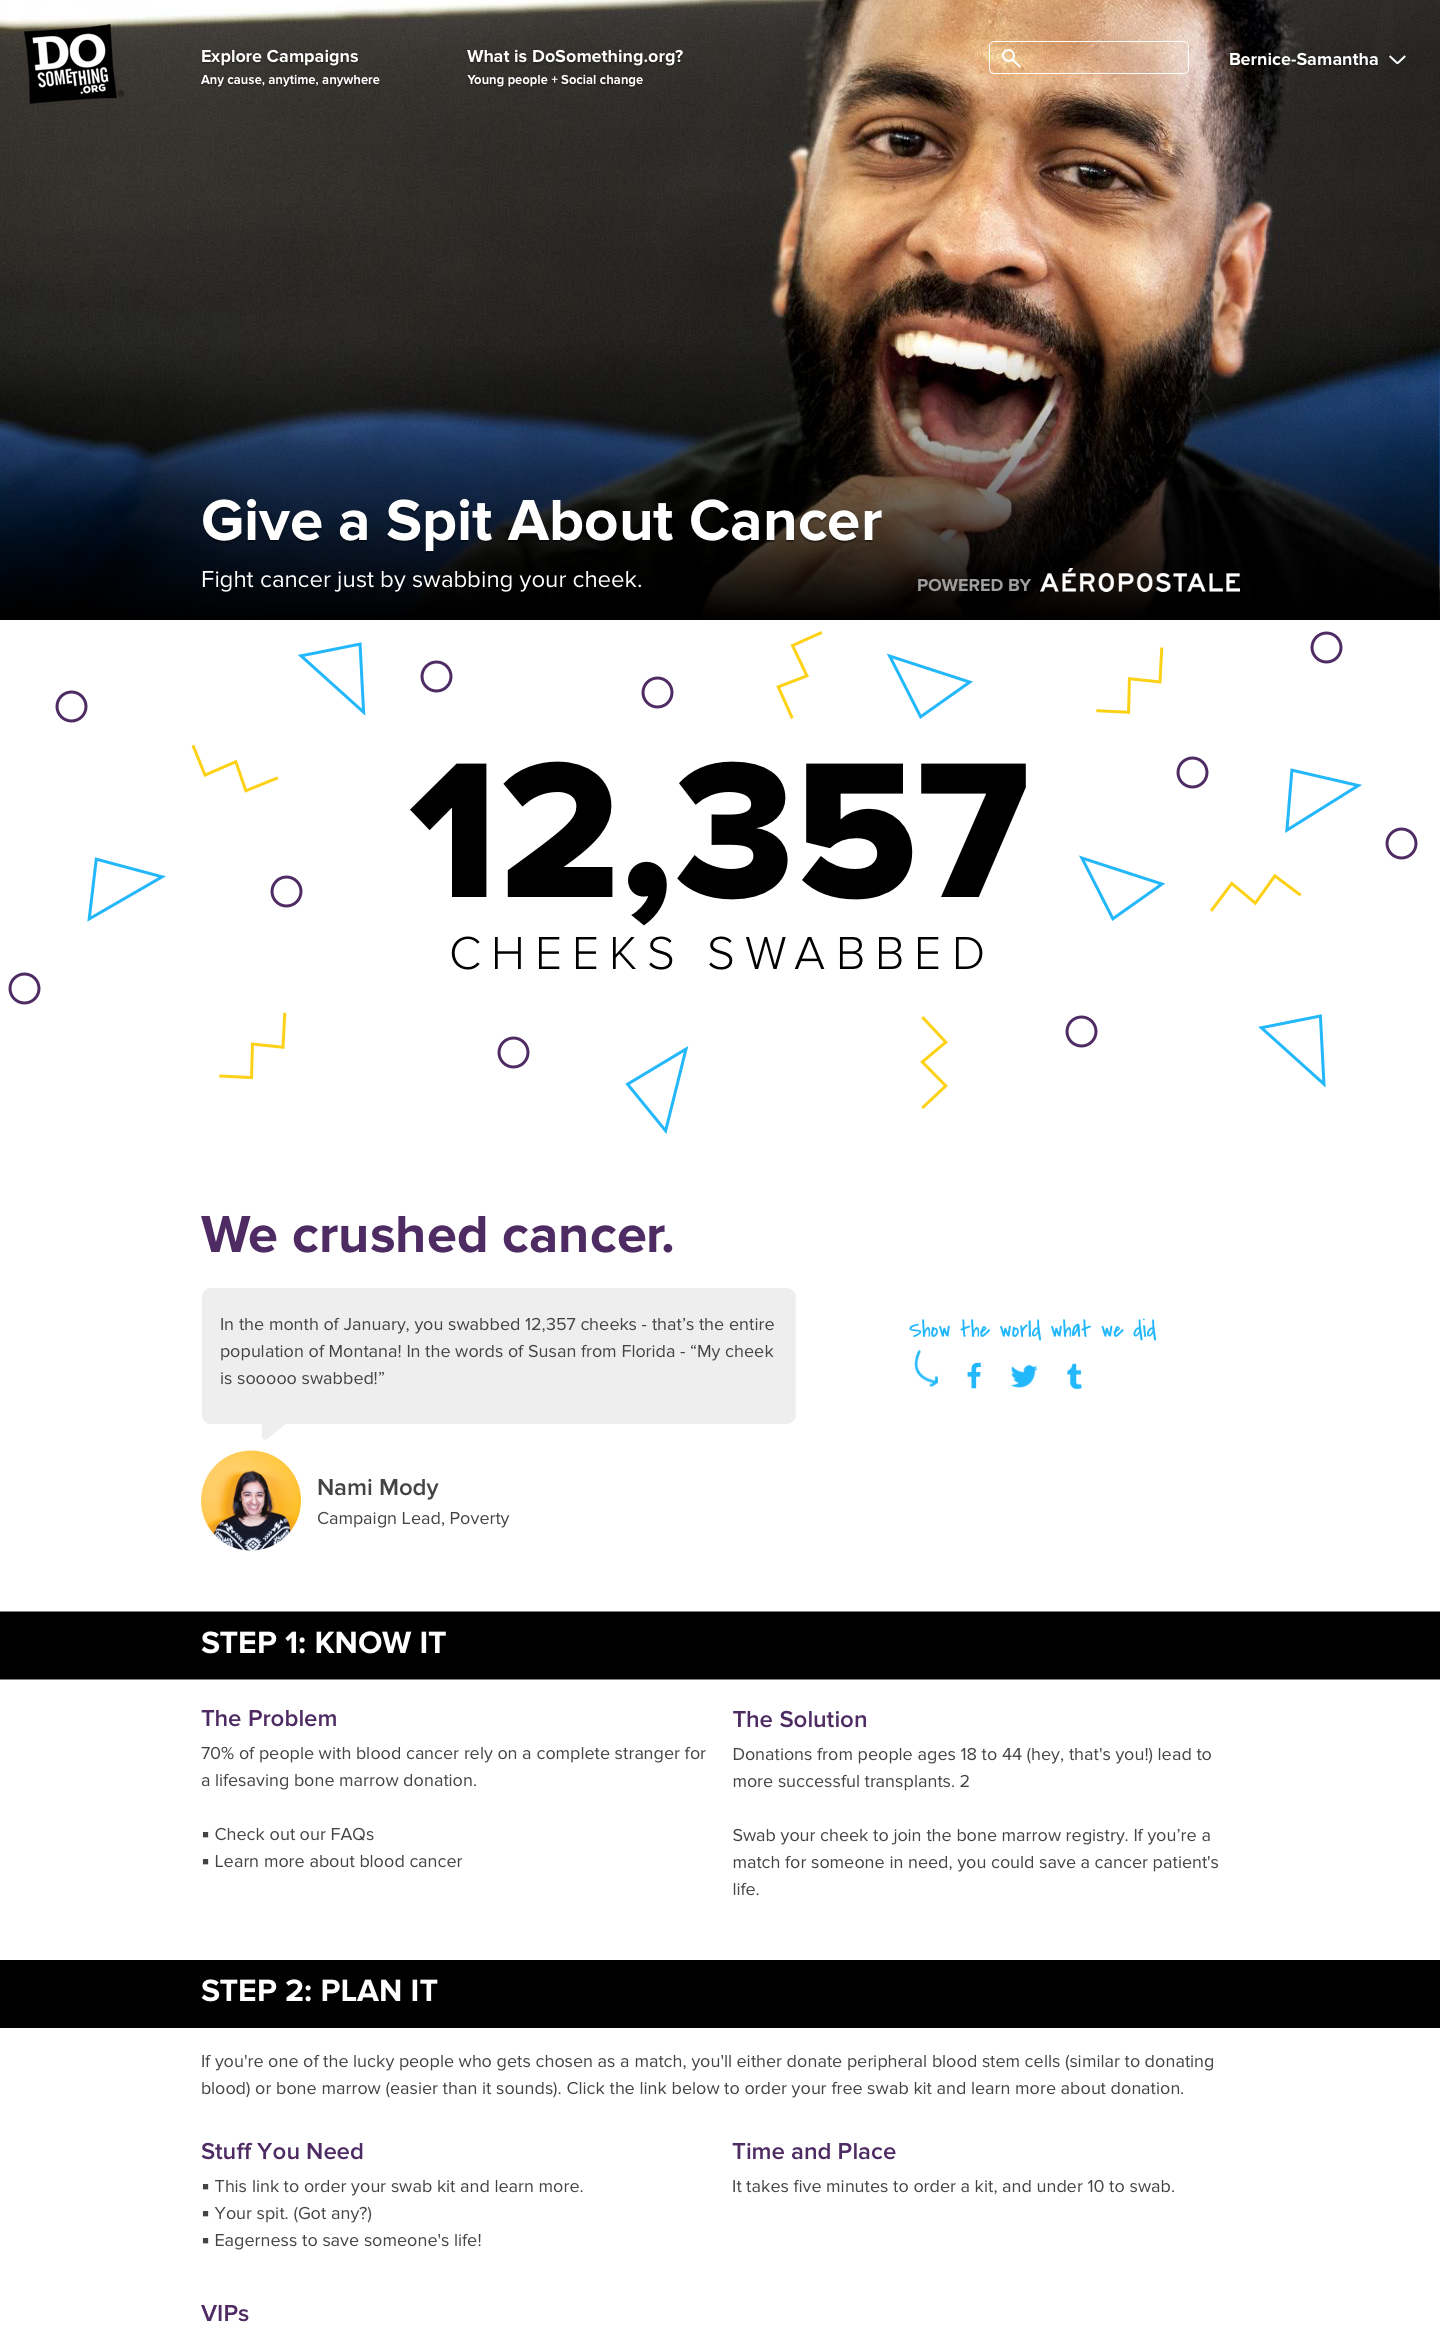 DO
SOMETHING
.ORG
Explore Campaigns
Any cause, anytime, anywhere
What is DoSomething.org?
Young people + Social change
Bernice-Samantha
Give a Spit About Cancer
Fight cancer just by swabbing your cheek.
POWERED BY AÉROPOSTALE
12,357
CHEEKS SWABBED
We crushed cancer.
In the month of January, you swabbed 12,357 cheeks - that’s the entire
population of Montana! In the words of Susan from Florida - “My cheek
is sooooo swabbed!”
Show the world what we did
Nami Mody
Campaign Lead, Poverty
STEP 1: KNOW IT
The Problem
70% of people with blood cancer rely on a complete stranger for
a lifesaving bone marrow donation.
▪ Check out our FAQs
▪ Learn more about blood cancer
The Solution
Donations from people ages 18 to 44 (hey, that's you!) lead to
more successful transplants. 2
Swab your cheek to join the bone marrow registry. If you’re a
match for someone in need, you could save a cancer patient's
life.
STEP 2: PLAN IT
If you're one of the lucky people who gets chosen as a match, you'll either donate peripheral blood stem cells (similar to donating
blood) or bone marrow (easier than it sounds). Click the link below to order your free swab kit and learn more about donation.
Stuff You Need
▪ This link to order your swab kit and learn more.
▪ Your spit. (Got any?)
▪ Eagerness to save someone's life!
Time and Place
It takes five minutes to order a kit, and under 10 to swab.
VIPs